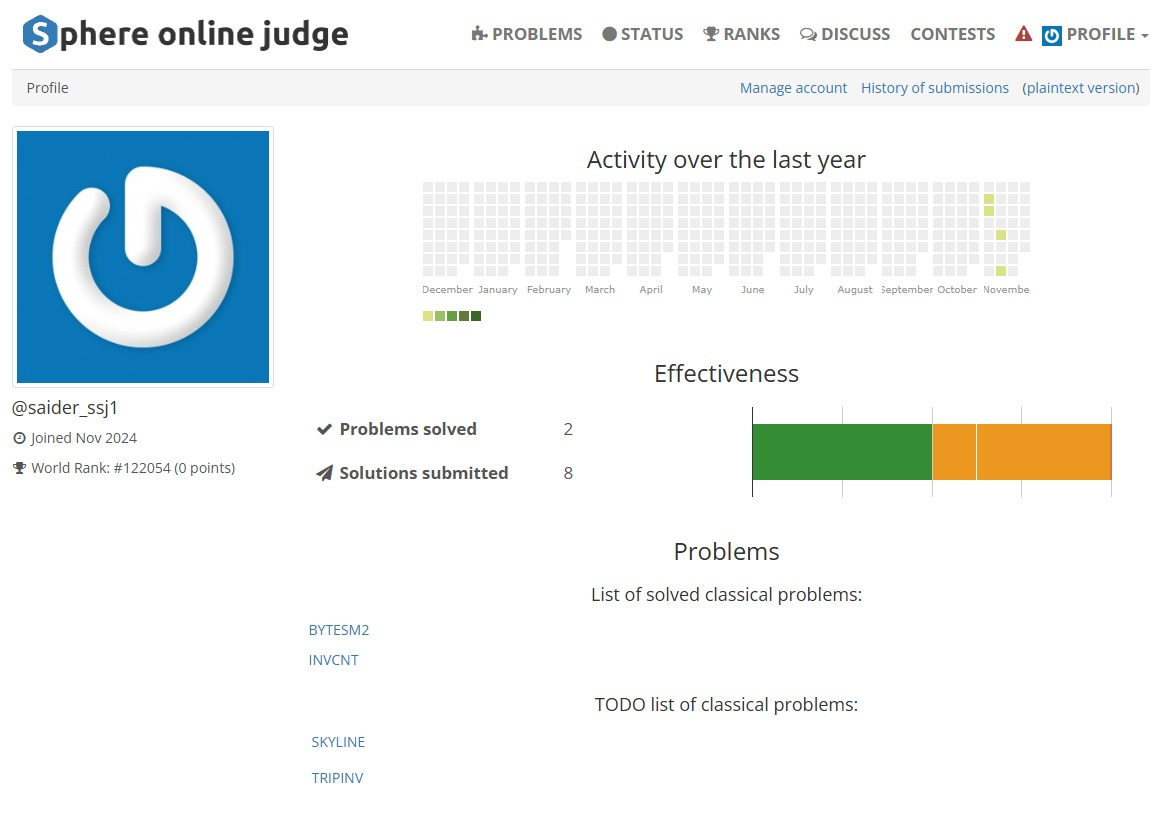 Sphere online judge
PROBLEMS STATUS RANKS DISCUSS CONTESTS PROFILE
Profile
Manage account History of submissions (plaintext version)
Activity over the last year
December January February March April May June July August September October Novembe
@saider_ssj1
Joined Nov 2024
World Rank: #122054 (0 points)
Effectiveness
Problems solved 2
Solutions submitted 8
Problems
List of solved classical problems:
BYTESM2
INVCNT
TODO list of classical problems:
SKYLINE
TRIPINV